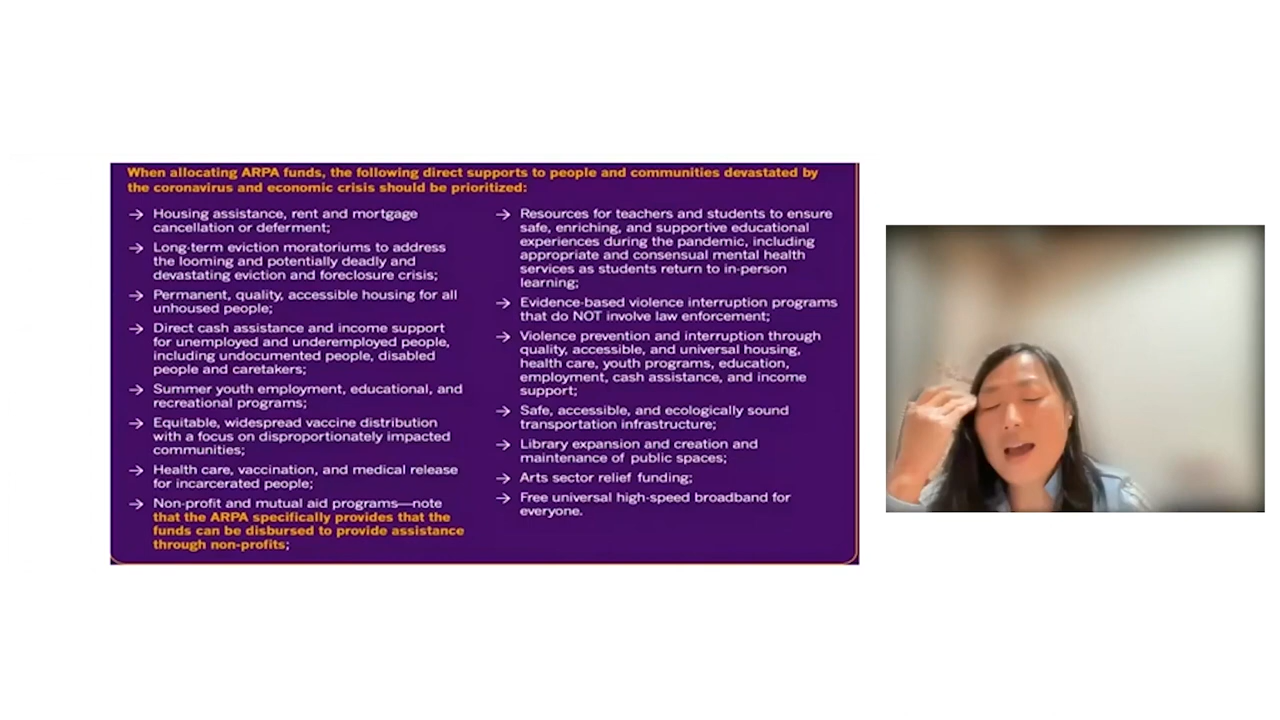 When allocating ARPA funds, the following direct supports to people and communities devastated by
the coronavirus and economic crisis should be prioritized:
→ Housing assistance, rent and mortgage
cancellation or deferment;
→ Long-term eviction moratoriums to address
the looming and potentially deadly and
devastating eviction and foreclosure crisis;
→ Permanent, quality, accessible housing for all
unhoused people;
→ Direct cash assistance and income support
for unemployed and underemployed people,
including undocumented people, disabled
people and caretakers;
→ Summer youth employment, educational, and
recreational programs;
→ Equitable, widespread vaccine distribution
with a focus on disproportionately impacted
communities;
→ Health care, vaccination, and medical release
for incarcerated people;
→ Non-profit and mutual aid programs—note
that the ARPA specifically provides that the
funds can be disbursed to provide assistance
through non-profits;
→ Resources for teachers and students to ensure
safe, enriching, and supportive educational
experiences during the pandemic, including
appropriate and consensual mental health
services as students return to in-person
learning;
→ Evidence-based violence interruption programs
that do NOT involve law enforcement;
→ Violence prevention and interruption through
quality, accessible, and universal housing,
health care, youth programs, education,
employment, cash assistance, and income
support;
→ Safe, accessible, and ecologically sound
transportation infrastructure;
→ Library expansion and creation and
maintenance of public spaces;
→ Arts sector relief funding;
→ Free universal high-speed broadband for
everyone.